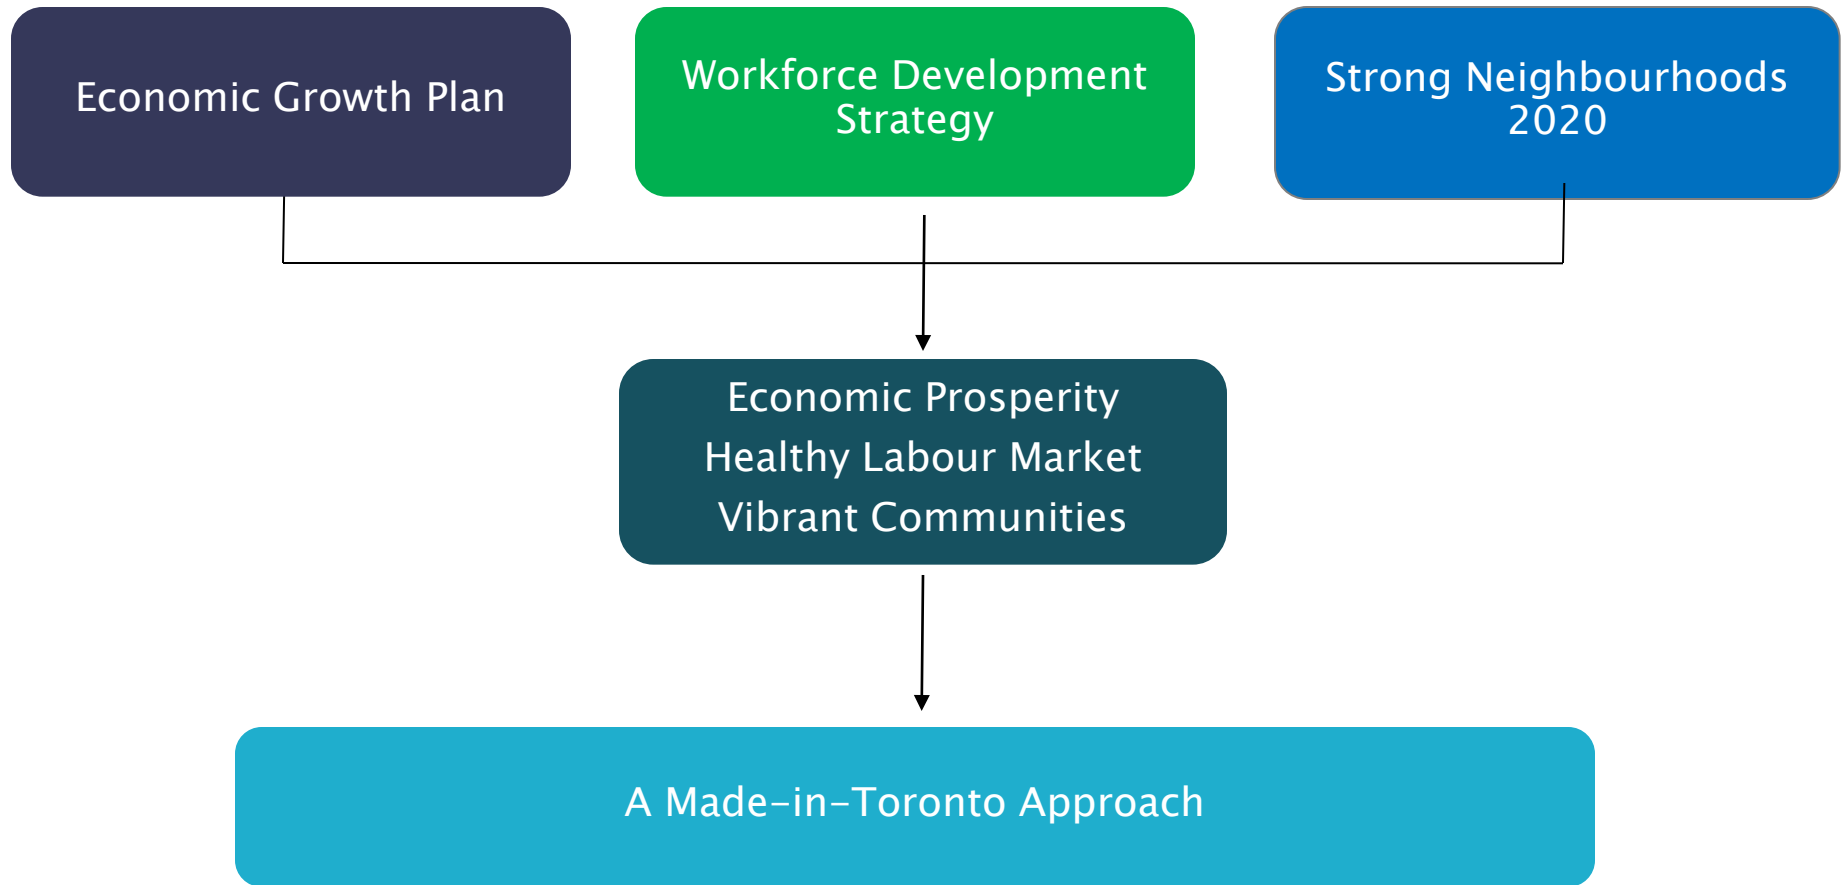 Economic Growth Plan
Workforce Development
Strategy
Strong Neighbourhoods
2020
Economic Prosperity
Healthy Labour Market
Vibrant Communities
A Made-in-Toronto Approach